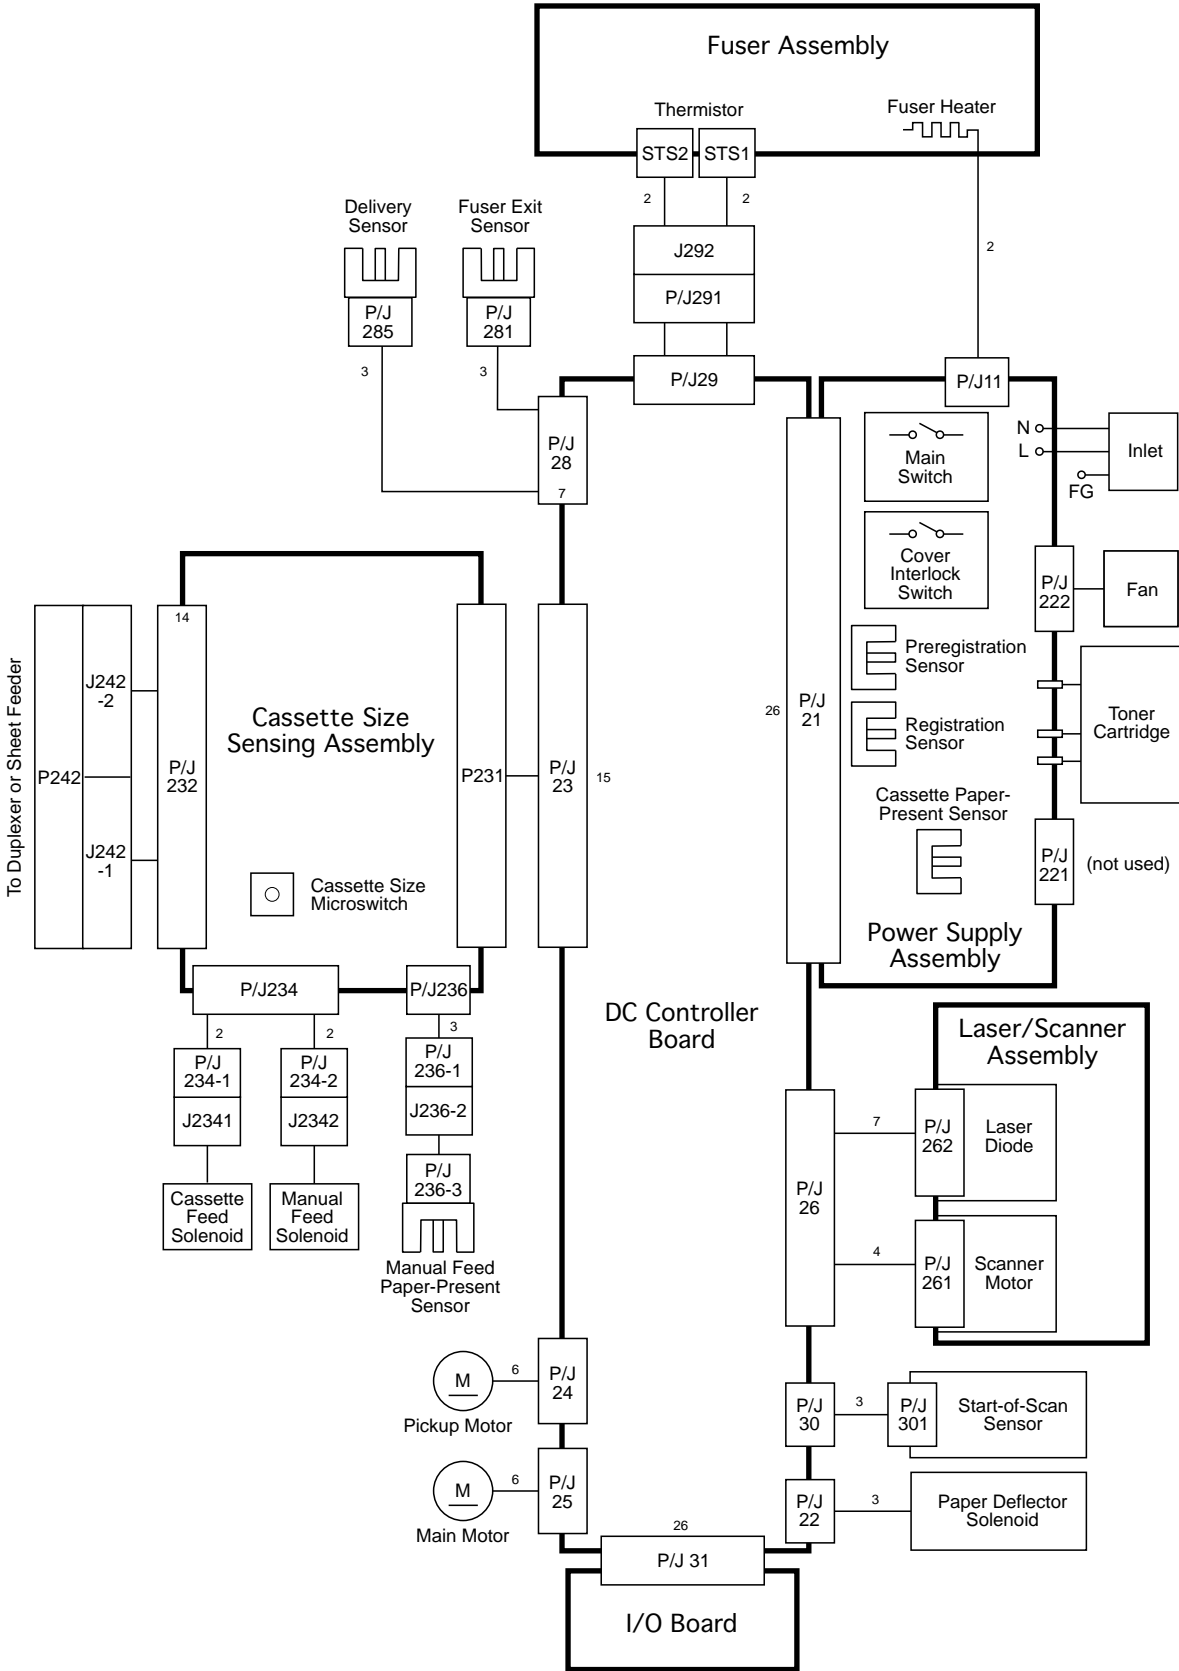 Fuser Assembly
Thermistor
Fuser Heater
STS2
STS1
2
2
2
Delivery
Sensor
Fuser Exit
Sensor
J292
P/J291
P/J
285
P/J
281
3
3
P/J29
P/J11
P/J
28
7
Main
Switch
N
L
FG
Inlet
Cover
Interlock
Switch
P/J
222
Fan
To Duplexer or Sheet Feeder
P242
J242
-2
J242
-1
14
P/J
232
Cassette Size
Sensing Assembly
P231
P/J
23
15
Cassette Size
Microswitch
26
P/J
21
Preregistration
Sensor
Registration
Sensor
Toner
Cartridge
Cassette Paper-
Present Sensor
P/J
221
(not used)
Power Supply
Assembly
P/J234
P/J236
2
2
3
P/J
234-1
J2341
P/J
234-2
J2342
P/J
236-1
J236-2
P/J
236-3
Cassette
Feed
Solenoid
Manual
Feed
Solenoid
Manual Feed
Paper-Present
Sensor
DC Controller
Board
Laser/Scanner
Assembly
P/J
26
7
P/J
262
Laser
Diode
4
P/J
261
Scanner
Motor
M
6
P/J
24
Pickup Motor
P/J
30
3
P/J
301
Start-of-Scan
Sensor
M
6
P/J
25
Main Motor
P/J
22
3
Paper Deflector
Solenoid
26
P/J 31
I/O Board